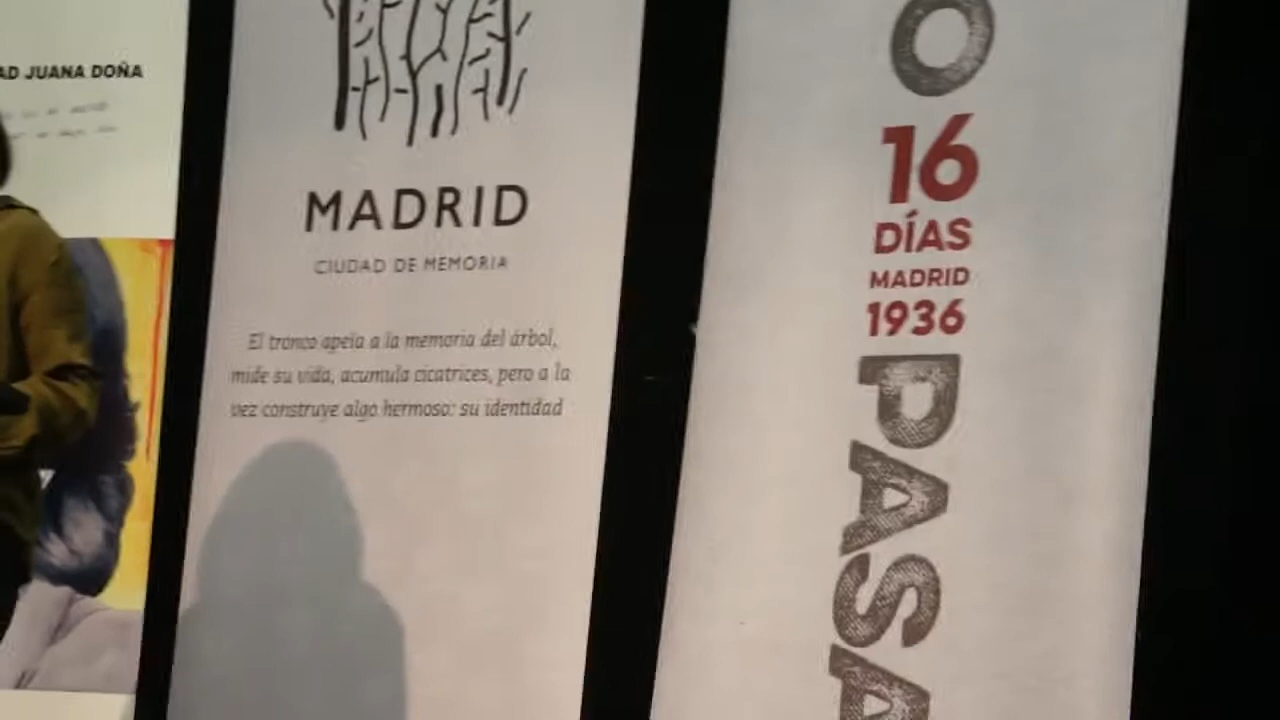 AD JUANA DOÑA
MADRID
CIUDAD DE MEMORIA
El tronco apela a la memoria del árbol,
mide su vida, acumula cicatrices, pero a la
vez construye algo hermoso: su identidad
O
16
DÍAS
MADRID
1936
PASA